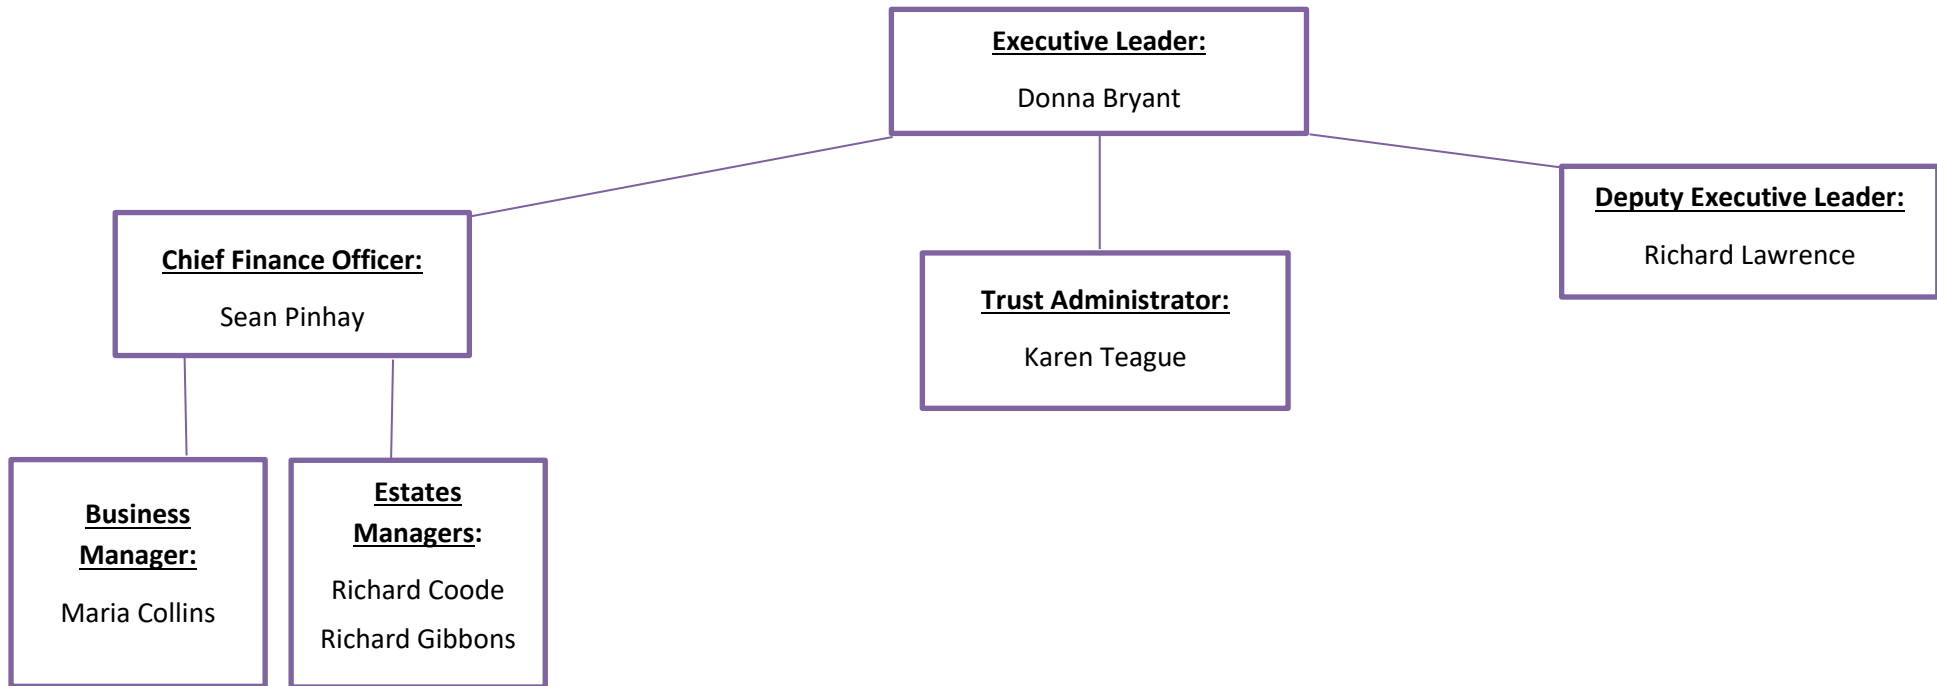 Executive Leader:
Donna Bryant
Deputy Executive Leader:
Richard Lawrence
Chief Finance Officer:
Sean Pinhay
Trust Administrator:
Karen Teague
Business
Manager:
Maria Collins
Estates
Managers:
Richard Coode
Richard Gibbons